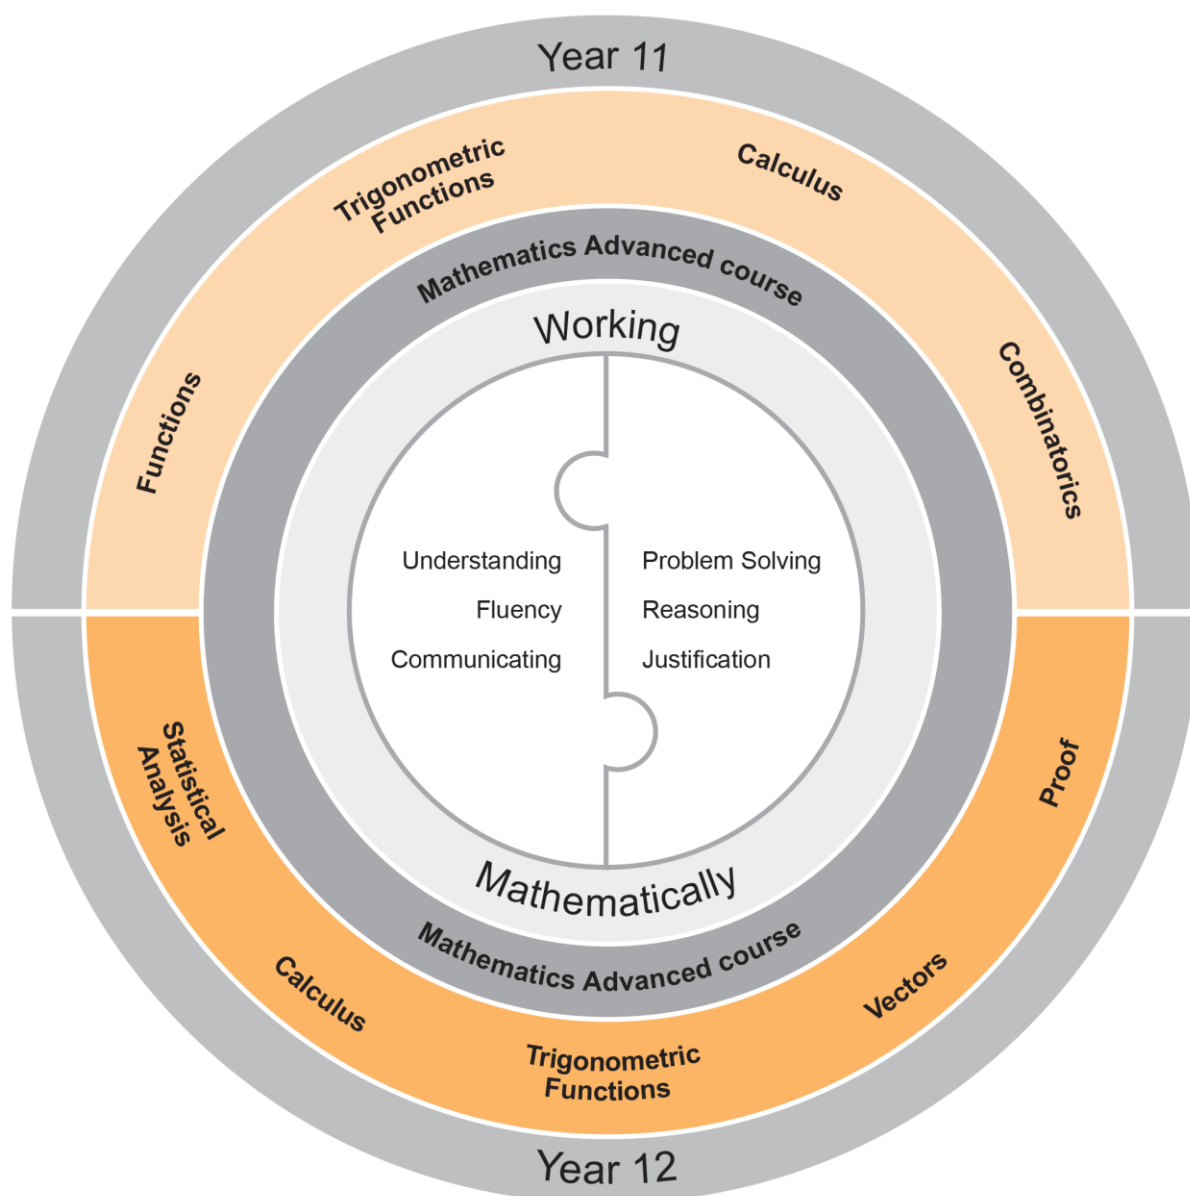 Year 11
Trigonometric
Functions
Calculus
Functions
Combinatorics
Mathematics Advanced course
Working
Understanding
Fluency
Communicating
Problem Solving
Reasoning
Justification
Mathematically
Mathematics Advanced course
Statistical
Analysis
Calculus
Trigonometric
Functions
Vectors
Proof
Year 12